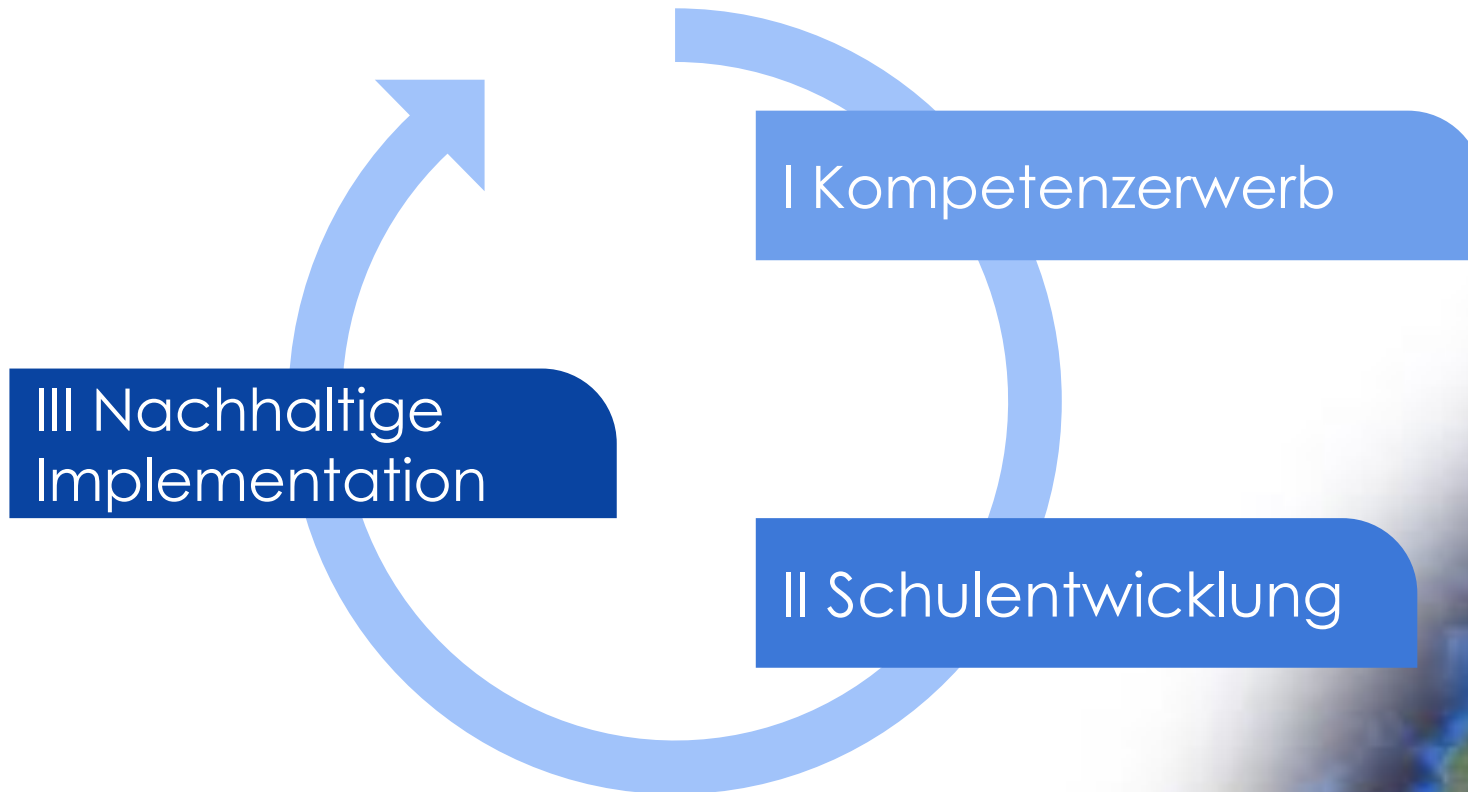 I Kompetenzerwerb
II Schulentwicklung
III Nachhaltige
Implementation